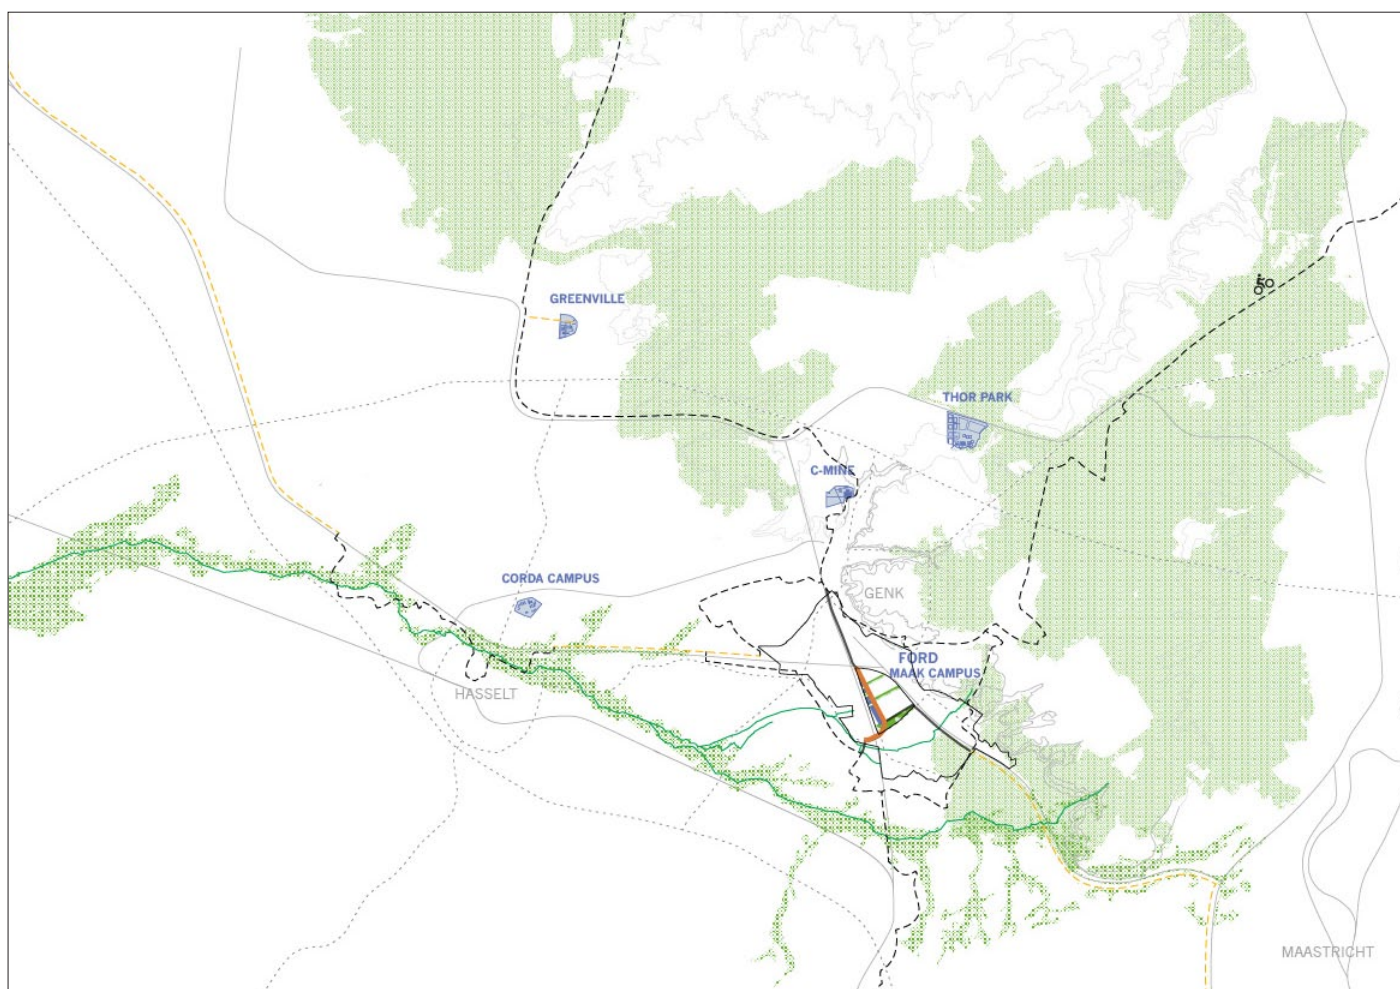 GREENVILLE
THOR PARK
C-MINE
CORDA CAMPUS
GENK
FORD
MAAK CAMPUS
HASSELT
MAASTRICHT